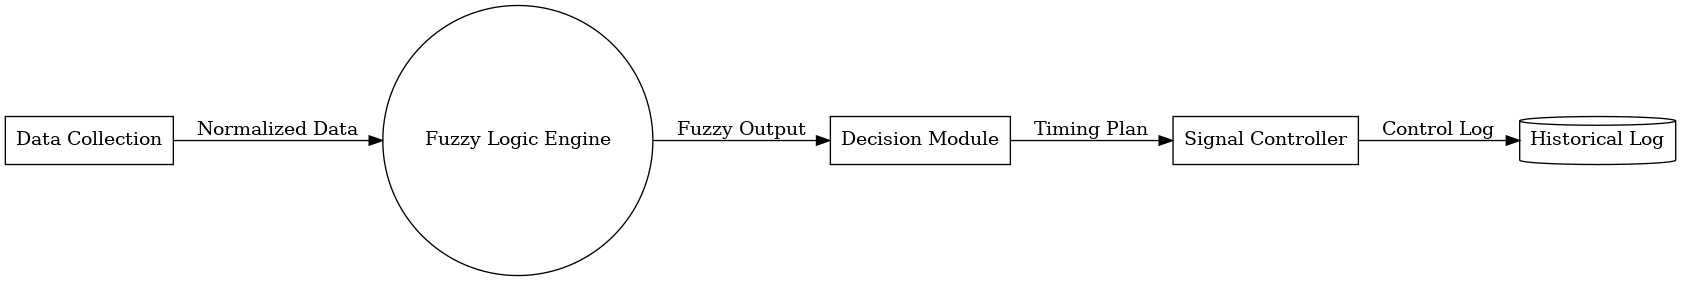 Data Collection
Normalized Data
Fuzzy Logic Engine
Fuzzy Output
Decision Module
Timing Plan
Signal Controller
Control Log
Historical Log